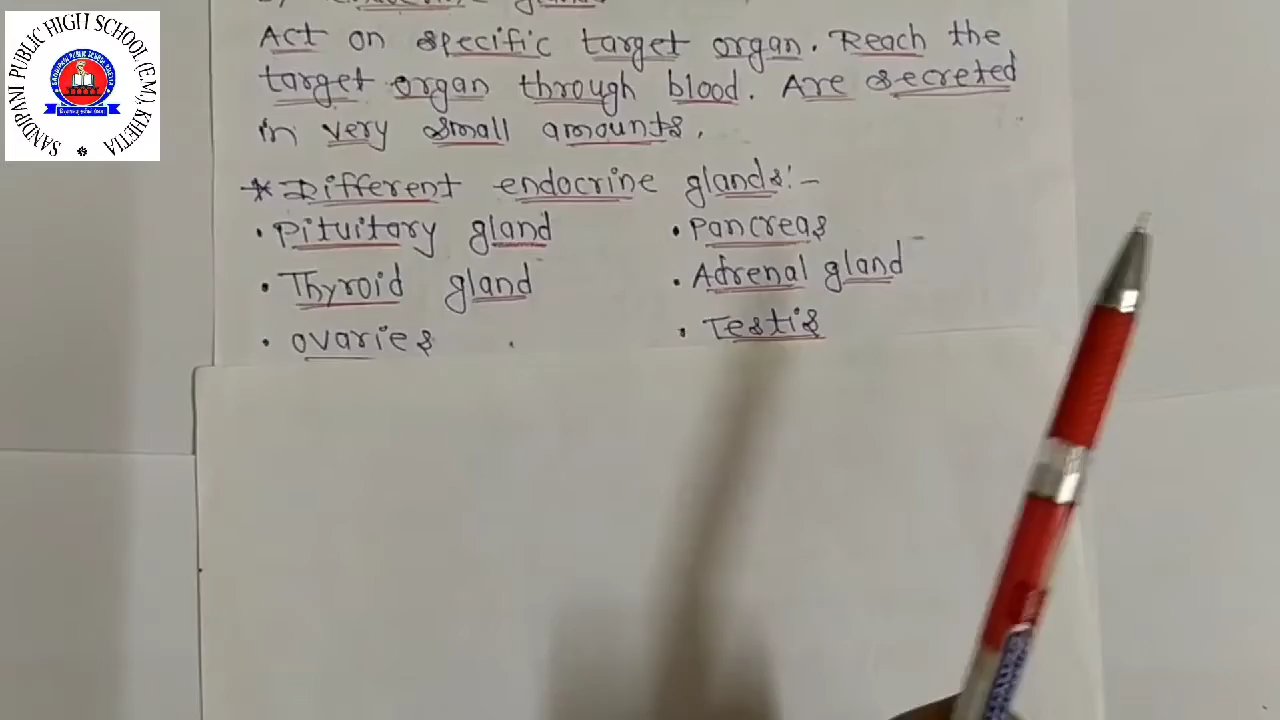 SANDIPANI PUBLIC HIGH SCHOOL (E.M), KHETIA
Act on specific target organ. Reach the
target organ through blood. Are secreted
in very small amounts.
* Different endocrine glands:-
• Pituitary gland • Pancreas
• Thyroid gland • Adrenal gland
• ovaries • Testis